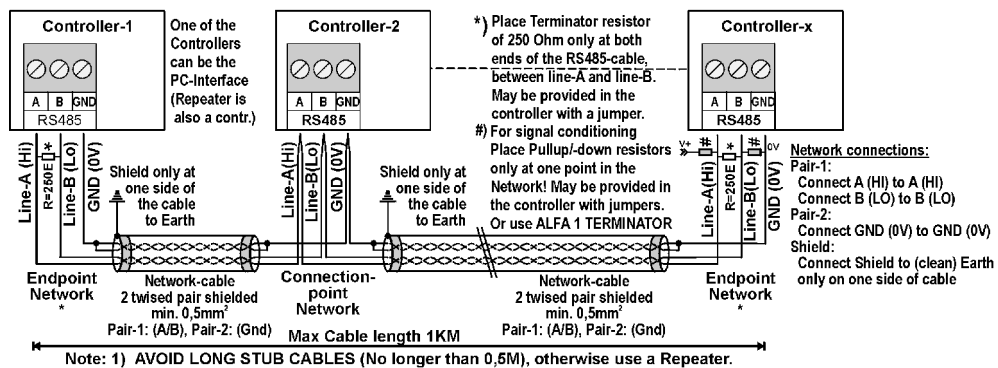 Controller-1
A B GND
RS485
One of the
Controllers
can be the
PC-Interface
(Repeater is
also a contr.)
Controller-2
A B GND
RS485
*) Place Terminator resistor
of 250 Ohm only at both
ends of the RS485-cable,
between line-A and line-B.
May be provided in the
controller with a jumper.
#) For signal conditioning
Place Pullup/-down resistors
only at one point in the
Network! May be provided in
the controller with jumpers.
Or use ALFA 1 TERMINATOR
Controller-x
A B GND
RS485
Line-A (Hi)
R=250E *
Line-B (Lo)
GND (0V)
Shield only at
one side of
the cable
to Earth
Line-A(Hi)
Line-B(Lo)
GND (0V)
Shield only at
one side of
the cable
to Earth
V+ #
Line-A(Hi)
R=250E *
Line-B(Lo)
# 0V
GND (0V)
Network connections:
Pair-1:
Connect A (HI) to A (HI)
Connect B (LO) to B (LO)
Pair-2:
Connect GND (0V) to GND (0V)
Shield:
Connect Shield to (clean) Earth
only on one side of cable
Endpoint
Network
*
Network-cable
2 twised pair shielded
min. 0,5mm²
Pair-1: (A/B), Pair-2: (Gnd)
Connection-
point
Network
Network-cable
2 twised pair shielded
min. 0,5mm²
Pair-1: (A/B), Pair-2: (Gnd)
Endpoint
Network
*
Max Cable length 1KM
Note: 1) AVOID LONG STUB CABLES (No longer than 0,5M), otherwise use a Repeater.